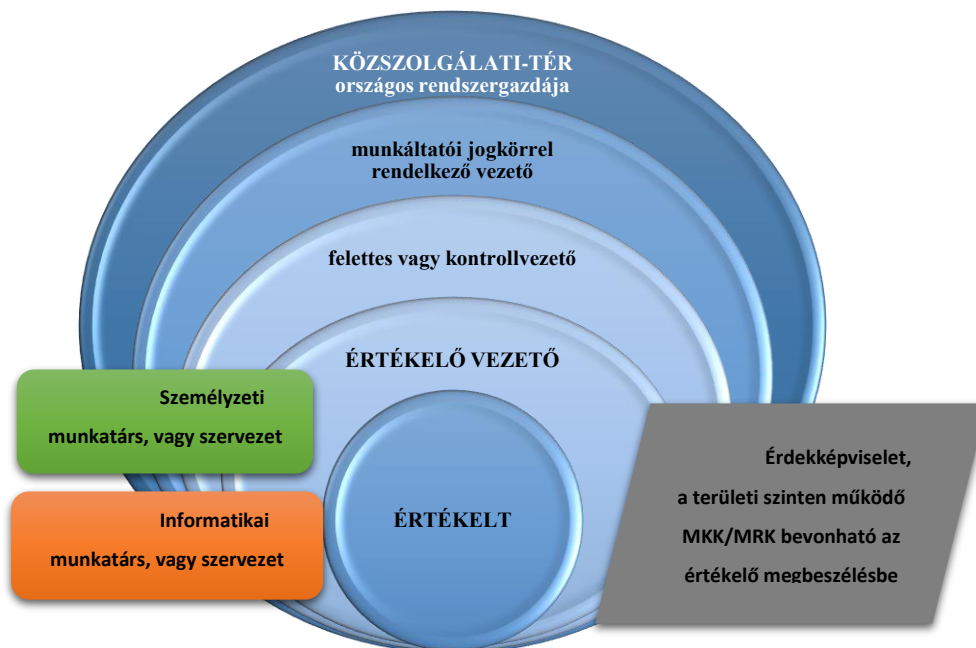 KÖZSZOLGÁLATI-TÉR
országos rendszergazdája
munkáltatói jogkörrel
rendelkező vezető
felettes vagy kontrollvezető
ÉRTÉKELŐ VEZETŐ
Személyzeti
munkatárs, vagy szervezet
Informatikai
munkatárs, vagy szervezet
ÉRTÉKELT
Érdekképviselet,
a területi szinten működő
MKK/MRK bevonható az
értékelő megbeszélésbe